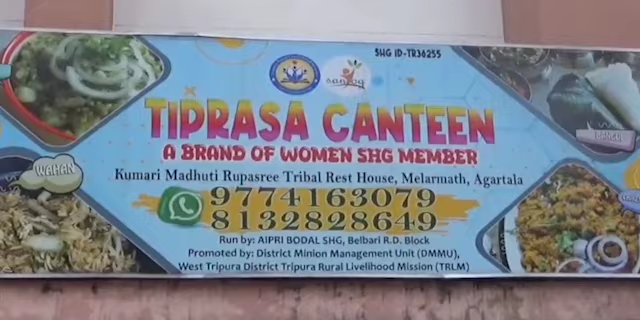 SHG ID-TR36255
sanjog
TIPRASA CANTEEN
A BRAND OF WOMEN SHG MEMBER
Kumari Madhuti Rupasree Tribal Rest House, Melarmath, Agartala
9774163079
8132828649
WAHAN
Run by: AIPRI BODAL SHG, Belbari R.D. Block
Promoted by: District Minion Management Unit (DMMU),
West Tripura District Tripura Rural Livelihood Mission (TRLM)